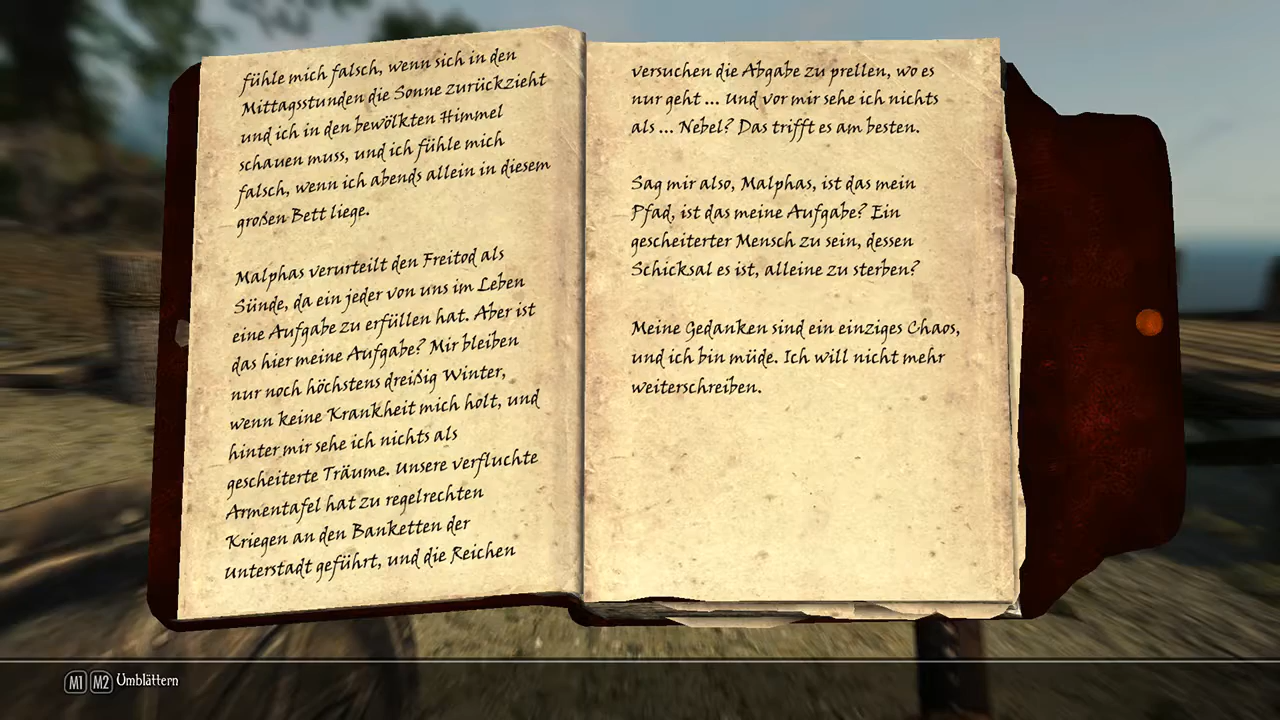 fühle mich falsch, wenn sich in den
Mittagsstunden die Sonne zurückzieht
und ich in den bewölkten Himmel
schauen muss, und ich fühle mich
falsch, wenn ich abends allein in diesem
großen Bett liege.
Malphas verurteilt den Freitod als
Sünde, da ein jeder von uns im Leben
eine Aufgabe zu erfüllen hat. Aber ist
das hier meine Aufgabe? Mir bleiben
nur noch höchstens dreißig Winter,
wenn keine Krankheit mich holt, und
hinter mir sehe ich nichts als
gescheiterte Träume. Unsere verfluchte
Armentafel hat zu regelrechten
Kriegen an den Banketten der
Unterstadt geführt, und die Reichen
versuchen die Abgabe zu prellen, wo es
nur geht ... Und vor mir sehe ich nichts
als ... Nebel? Das trifft es am besten.
Sag mir also, Malphas, ist das mein
Pfad, ist das meine Aufgabe? Ein
gescheiterter Mensch zu sein, dessen
Schicksal es ist, alleine zu sterben?
Meine Gedanken sind ein einziges Chaos,
und ich bin müde. Ich will nicht mehr
weiterschreiben.
M1 M2 Umblättern